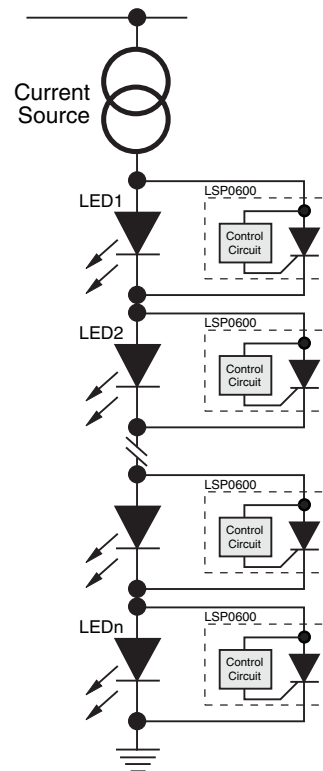 Current
Source
LSP0600
LED1
Control
Circuit
LSP0600
LED2
Control
Circuit
LSP0600
Control
Circuit
LSP0600
LEDn
Control
Circuit